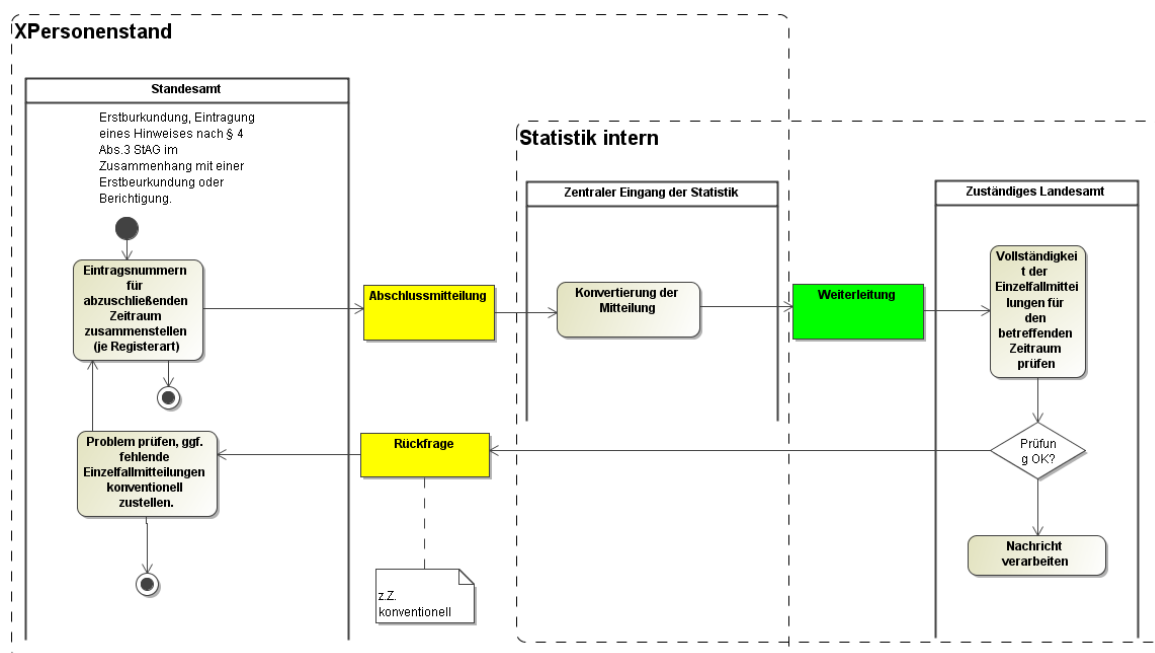 XPersonenstand
Standesamt
Erstburkundung, Eintragung
eines Hinweises nach § 4
Abs.3 StAG im
Zusammenhang mit einer
Erstbeurkundung oder
Berichtigung.
Eintragsnummern
für
abzuschließenden
Zeitraum
zusammenstellen
(je Registerart)
Abschlussmitteilung
Statistik intern
Zentraler Eingang der Statistik
Konvertierung der
Mitteilung
Weiterleitung
Zuständiges Landesamt
Vollständigkei
t der
Einzelfallmittei
lungen für
den
betreffenden
Zeitraum
prüfen
Prüfun
g OK?
Nachricht
verarbeiten
Rückfrage
z.Z.
konventionell
Problem prüfen, ggf.
fehlende
Einzelfallmitteilungen
konventionell
zustellen.